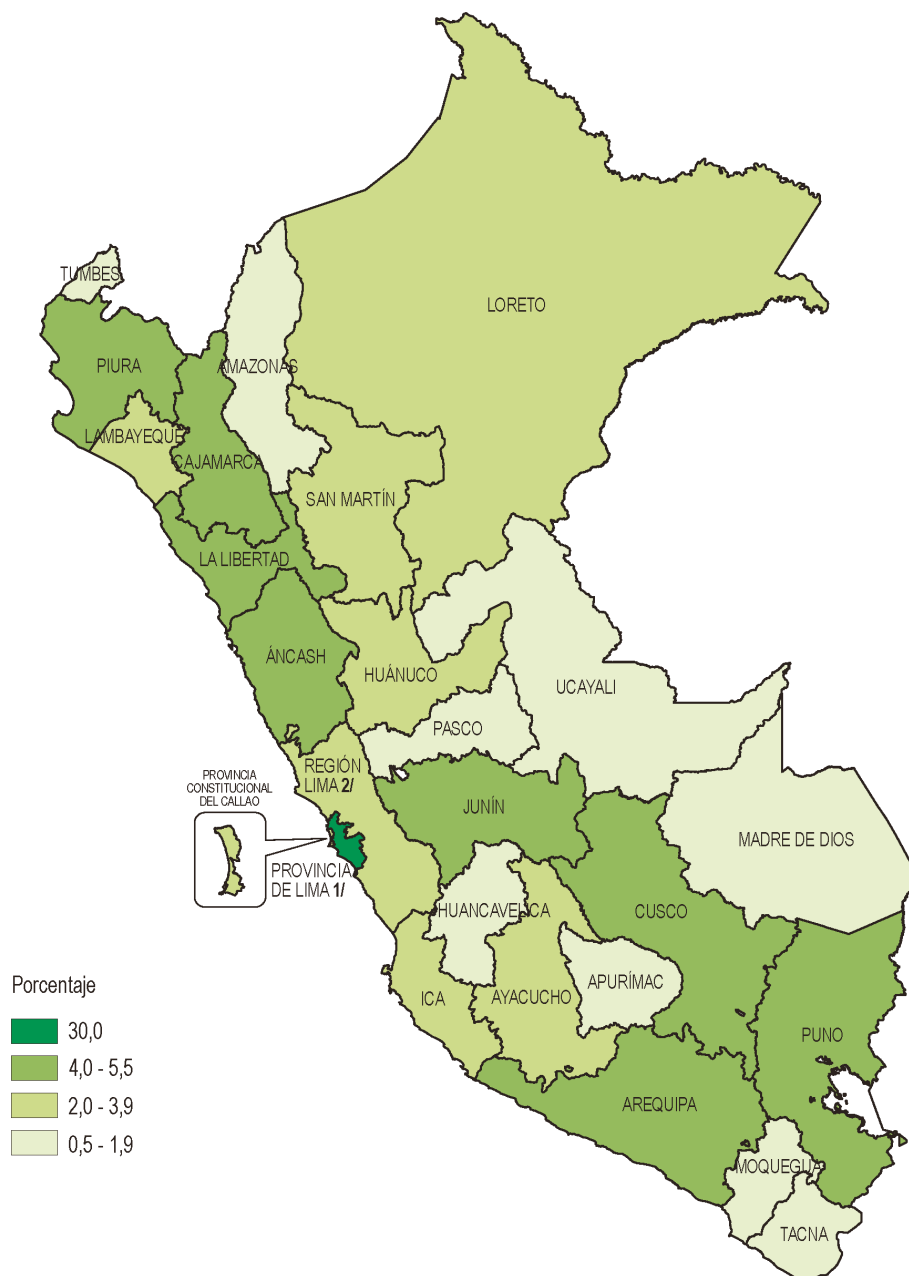 LORETO
TUMBES
PIURA
AMAZONAS
LAMBAYEQUE
CAJAMARCA
SAN MARTÍN
LA LIBERTAD
ÁNCASH
HUÁNUCO
UCAYALI
PASCO
REGIÓN
LIMA 2/
PROVINCIA
CONSTITUCIONAL
DEL CALLAO
JUNÍN
MADRE DE DIOS
PROVINCIA
DE LIMA 1/
HUANCAVELICA
CUSCO
APURÍMAC
ICA
AYACUCHO
PUNO
AREQUIPA
MOQUEGUA
TACNA
Porcentaje
30,0
4,0 - 5,5
2,0 - 3,9
0,5 - 1,9